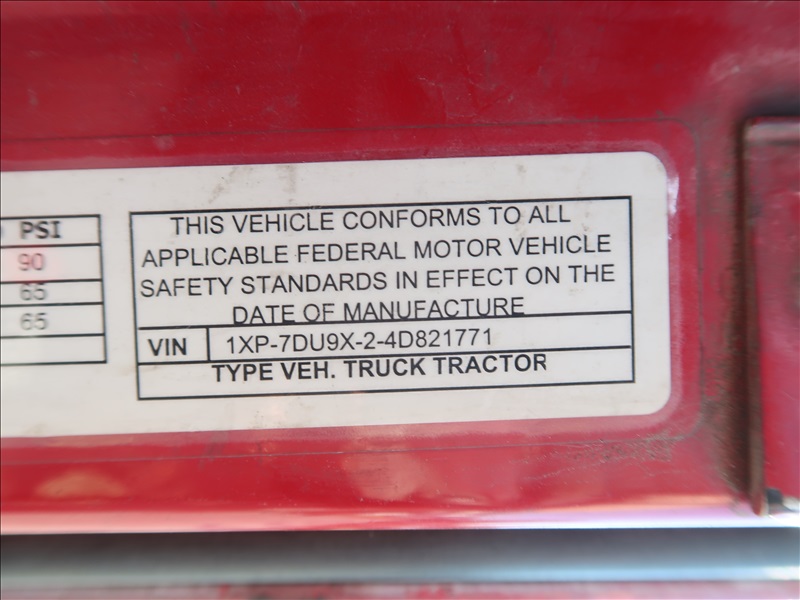 PSI
90
65
65
THIS VEHICLE CONFORMS TO ALL
APPLICABLE FEDERAL MOTOR VEHICLE
SAFETY STANDARDS IN EFFECT ON THE
DATE OF MANUFACTURE
VIN 1XP-7DU9X-2-4D821771
TYPE VEH. TRUCK TRACTOR